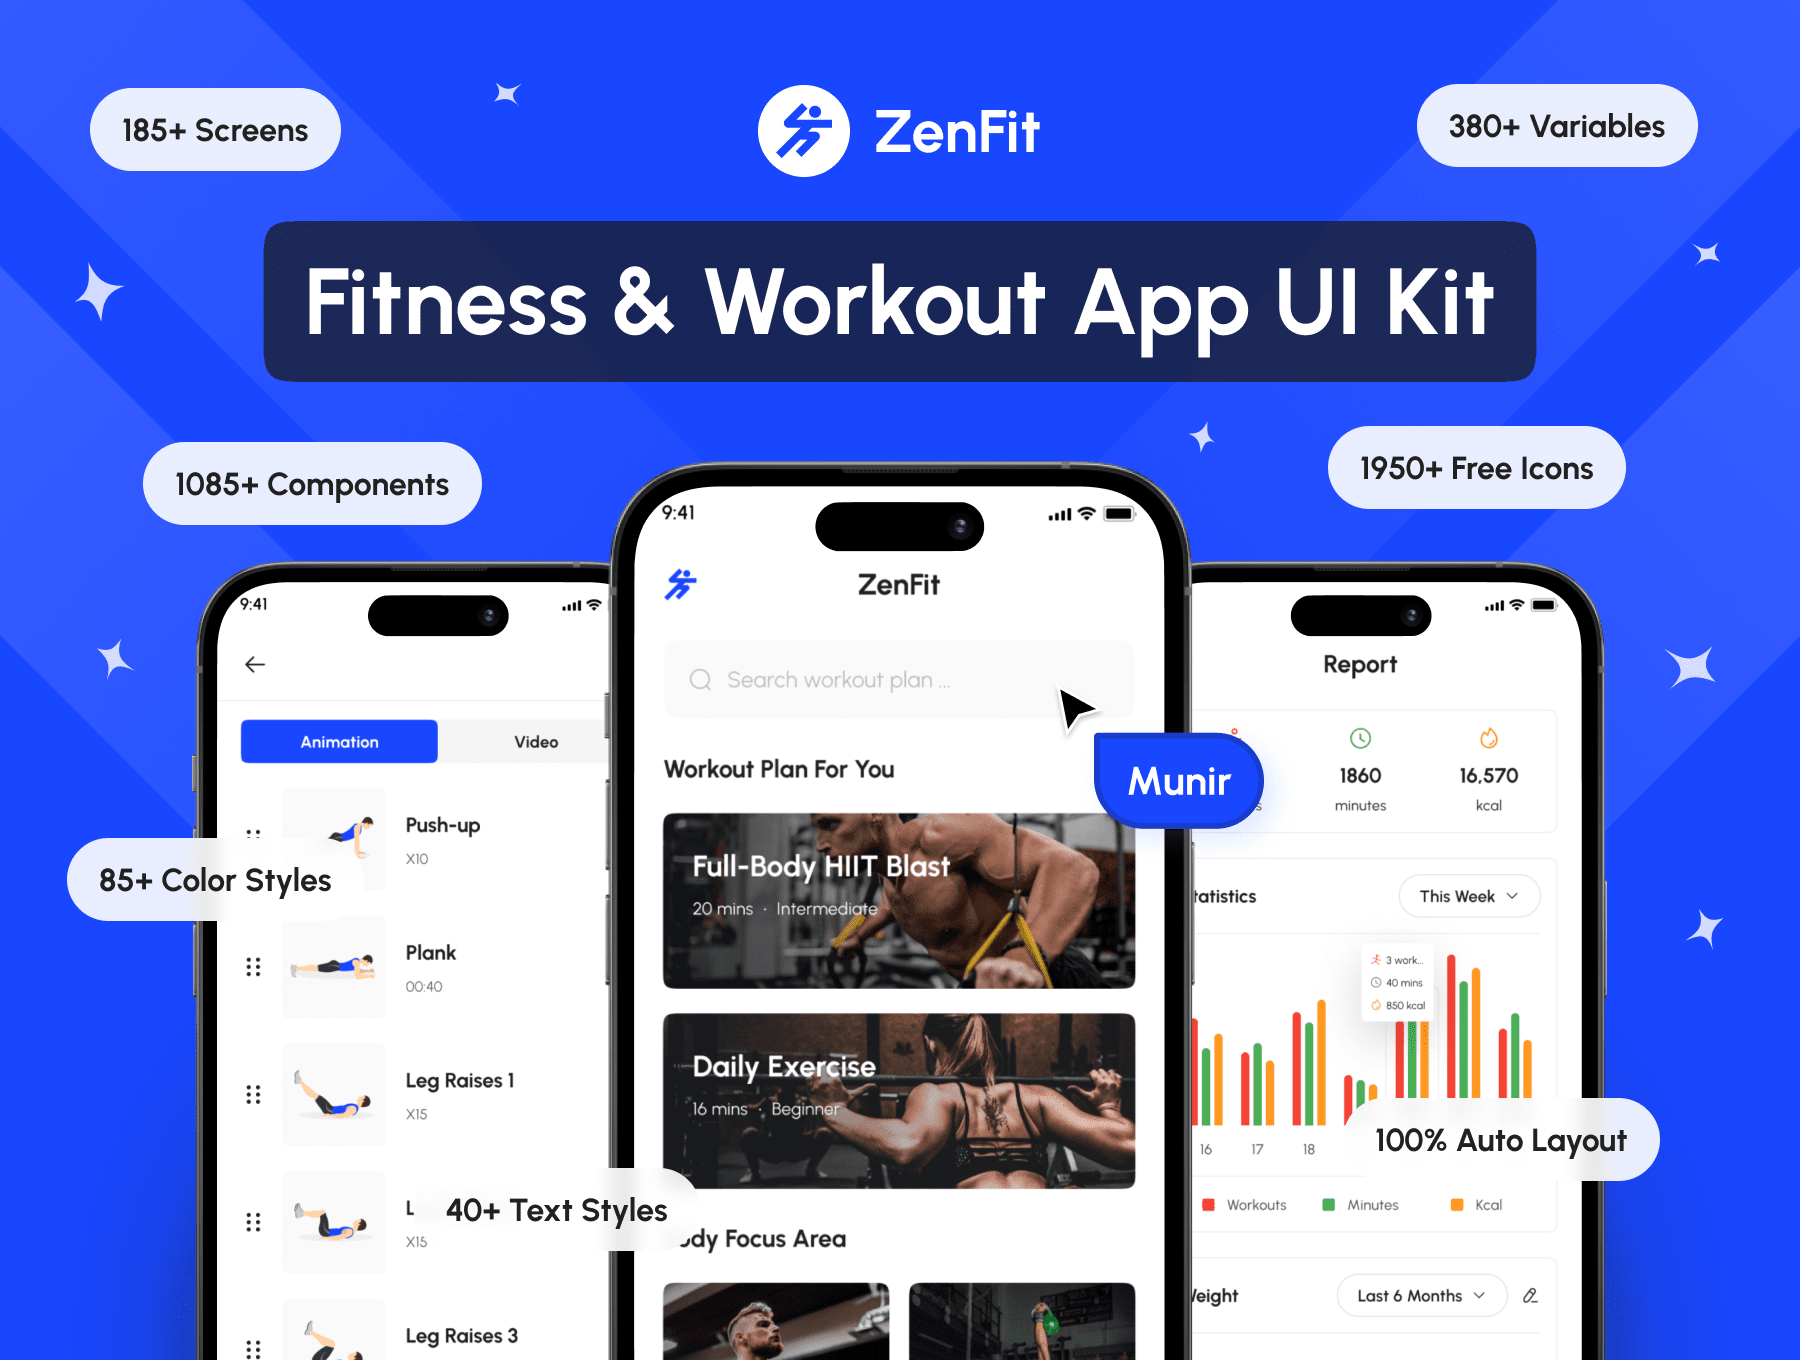 185+ Screens
ZenFit
380+ Variables
Fitness & Workout App UI Kit
1085+ Components
1950+ Free Icons
9:41
Animation
Video
Push-up
X10
85+ Color Styles
Plank
00:40
Leg Raises 1
X15
L
X15
40+ Text Styles
Leg Raises 3
9:41
ZenFit
Search workout plan ...
Munir
Workout Plan For You
Full-Body HIIT Blast
20 mins · Intermediate
Daily Exercise
16 mins · Beginner
ody Focus Area
Report
1860
16,570
s
minutes
kcal
tatistics
This Week
3 work...
40 mins
850 kcal
16
17
18
100% Auto Layout
Workouts
Minutes
Kcal
eight
Last 6 Months